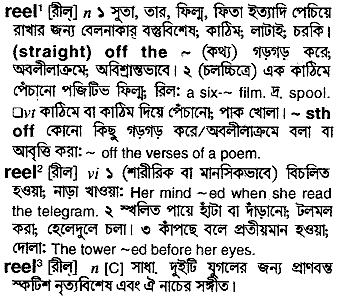 reel¹ [রীল্] n ১ সুতা, তার, ফিল্ম্, ফিতা ইত্যাদি পেচিয়ে
রাখার জন্য বেলনাকার বস্তুবিশেষ; কাঠিম; লাটাই; চরকি।
(straight) off the ~ (কথ্য) গড়গড় করে;
অবলীলাক্রমে, অবিশ্রান্তভাবে। ২ (চলচ্চিত্রে) এক কাঠিমে
পেঁচানো পজিটিভ ফিল্ম্; রিল: a six-~ film. দ্র. spool.
□vt কাঠিমে বা কাঠিম দিয়ে পেঁচানো; পাক খোলা। ~ sth
off কোনো কিছু গড়গড় করে/অবলীলাক্রমে বলা বা
আবৃত্তি করা: ~ off the verses of a poem.
reel² [রীল্] vi ১ (শারীরিক বা মানসিকভাবে) বিচলিত
হওয়া; নাড়া খাওয়া: Her mind ~ed when she read
the telegram. ২ স্খলিত পায়ে হাঁটা বা দাঁড়ানো; টলমল
করা; হেলেদুলে চলা। ৩ কাঁপছে বলে প্রতীয়মান হওয়া;
দোলা: The tower ~ed before her eyes.
reel³ [রীল্] n [C] সাধা. দুইটি যুগলের জন্য প্রাণবন্ত
স্কটিশ নৃত্যবিশেষ এবং ঐ নাচের সঙ্গীত।